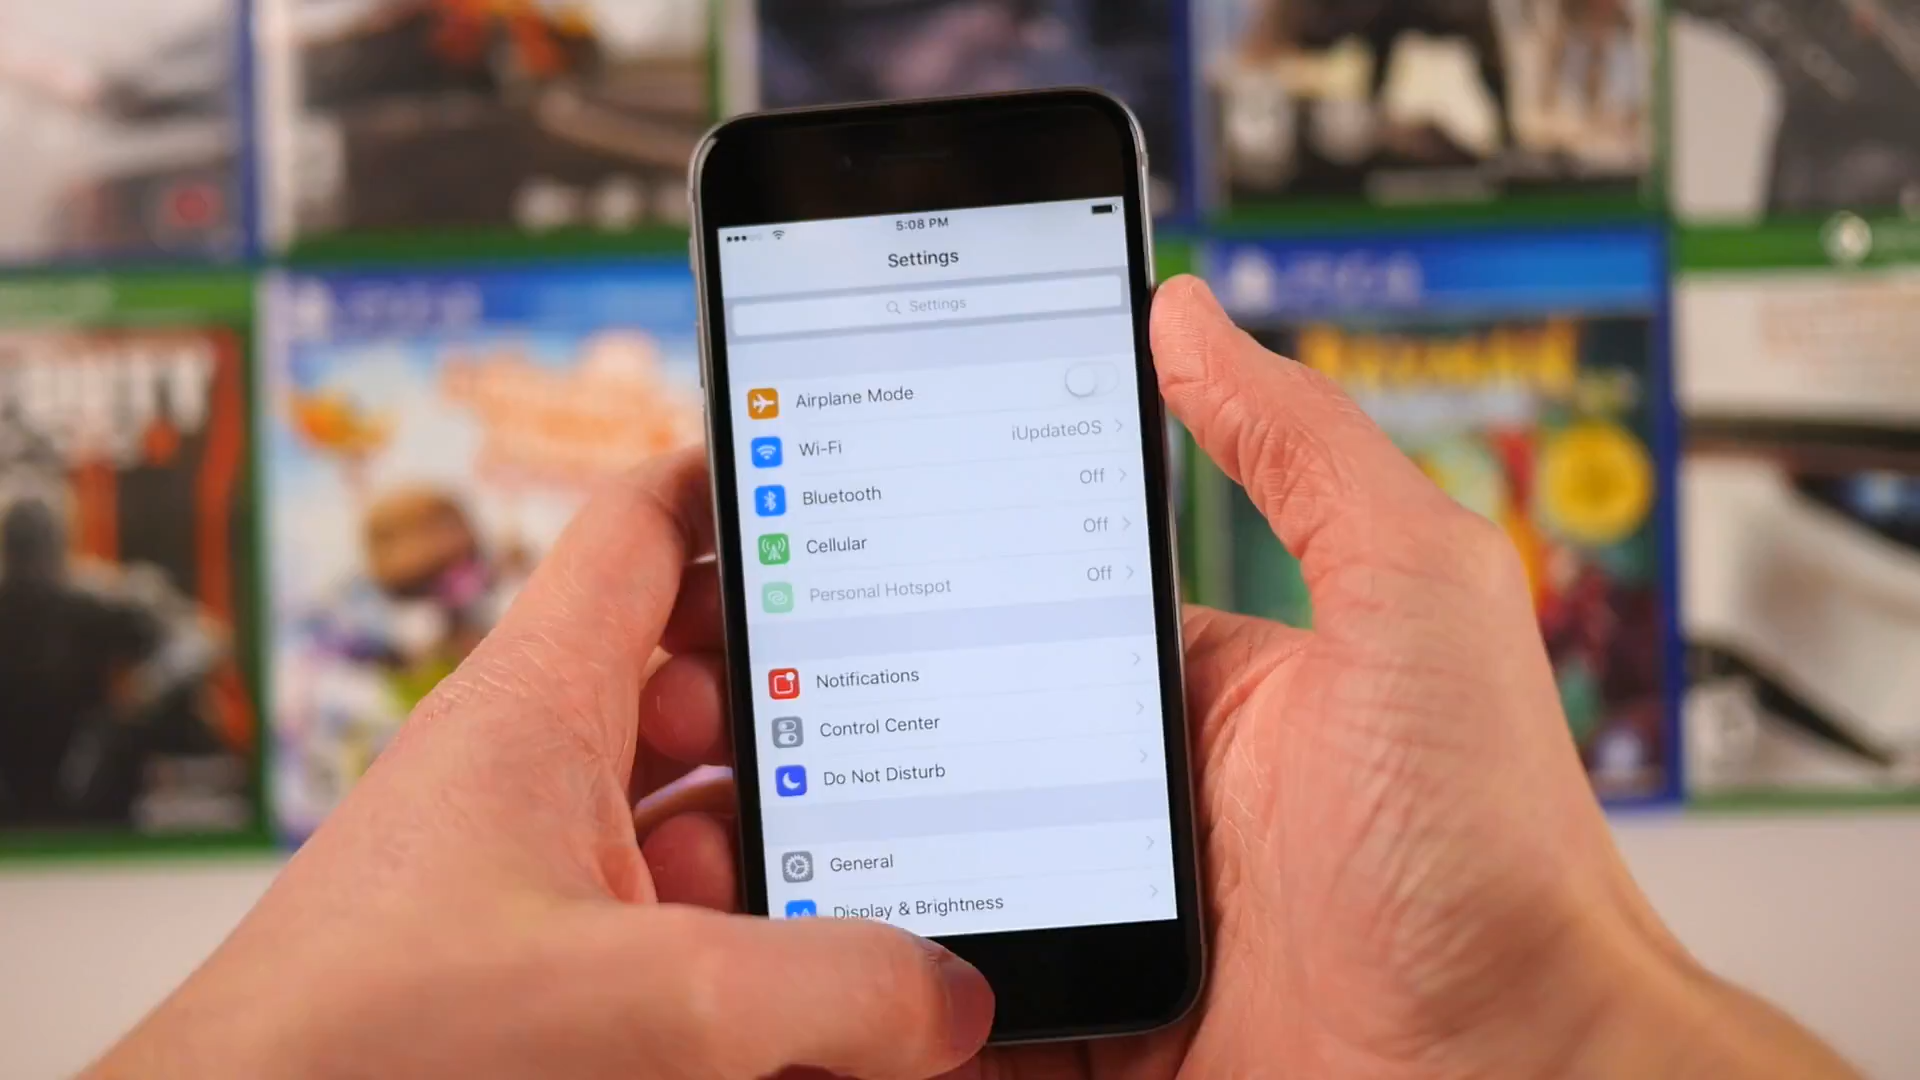 5:08 PM
Settings
Settings
Airplane Mode
Wi-Fi iUpdateOS
Bluetooth Off
Cellular Off
Personal Hotspot Off
Notifications
Control Center
Do Not Disturb
General
Display & Brightness